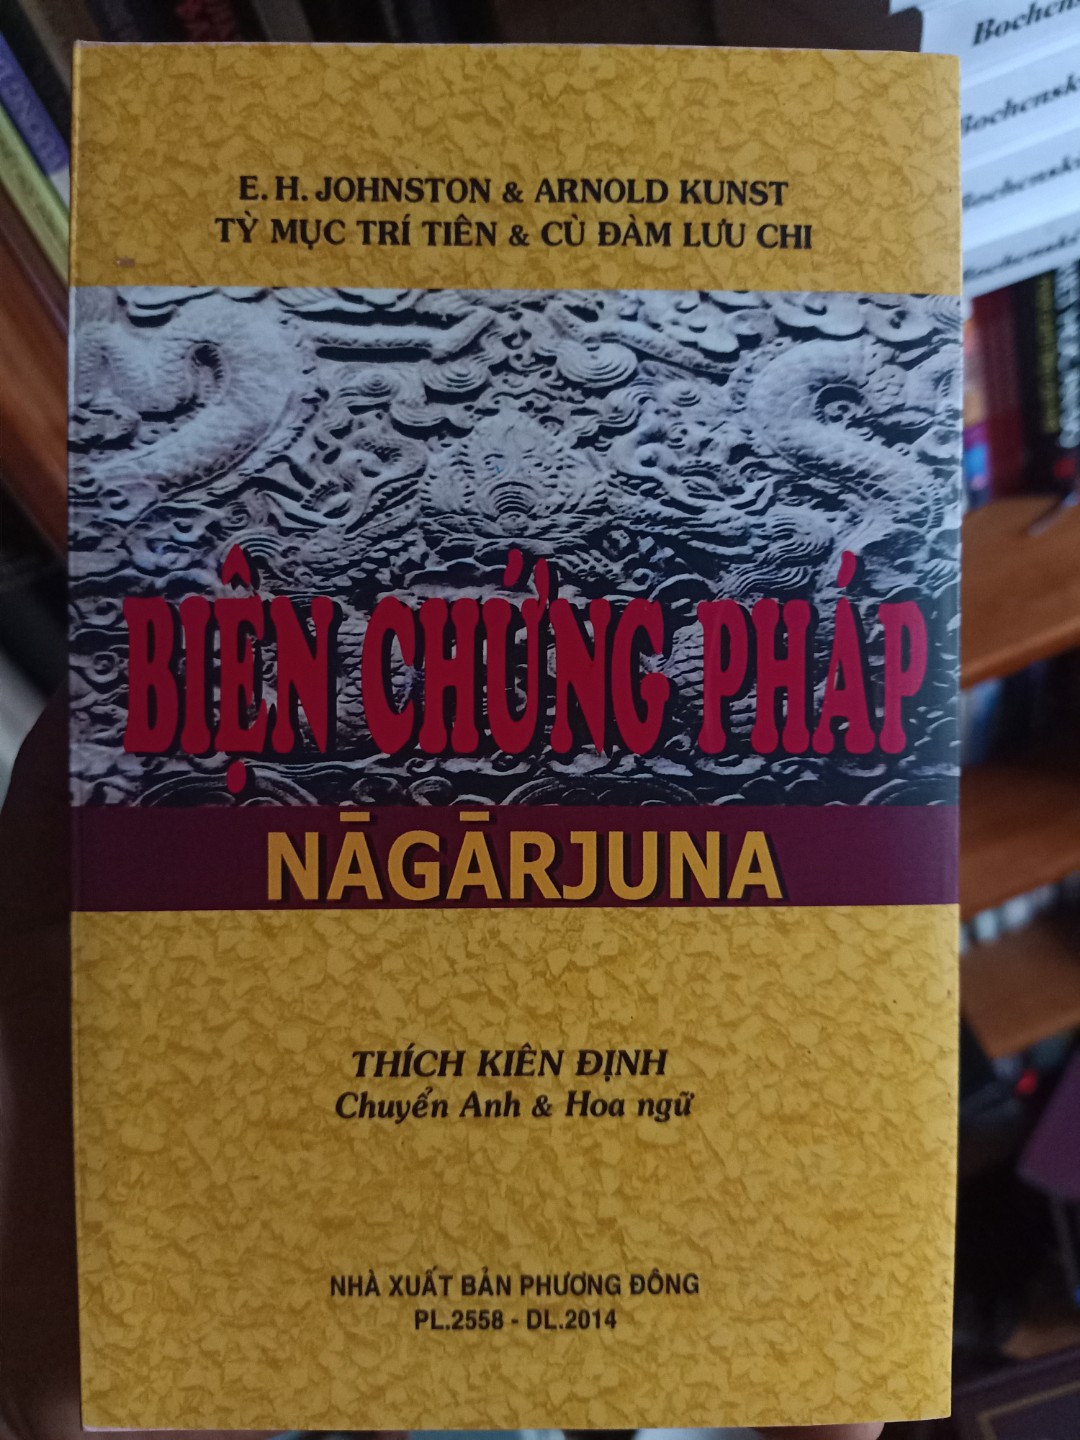 E. H. JOHNSTON & ARNOLD KUNST
TỲ MỤC TRÍ TIÊN & CÙ ĐÀM LƯU CHI
BIỆN CHỨNG PHÁP
NĀGĀRJUNA
THÍCH KIÊN ĐỊNH
Chuyển Anh & Hoa ngữ
NHÀ XUẤT BẢN PHƯƠNG ĐÔNG
PL.2558 - DL.2014